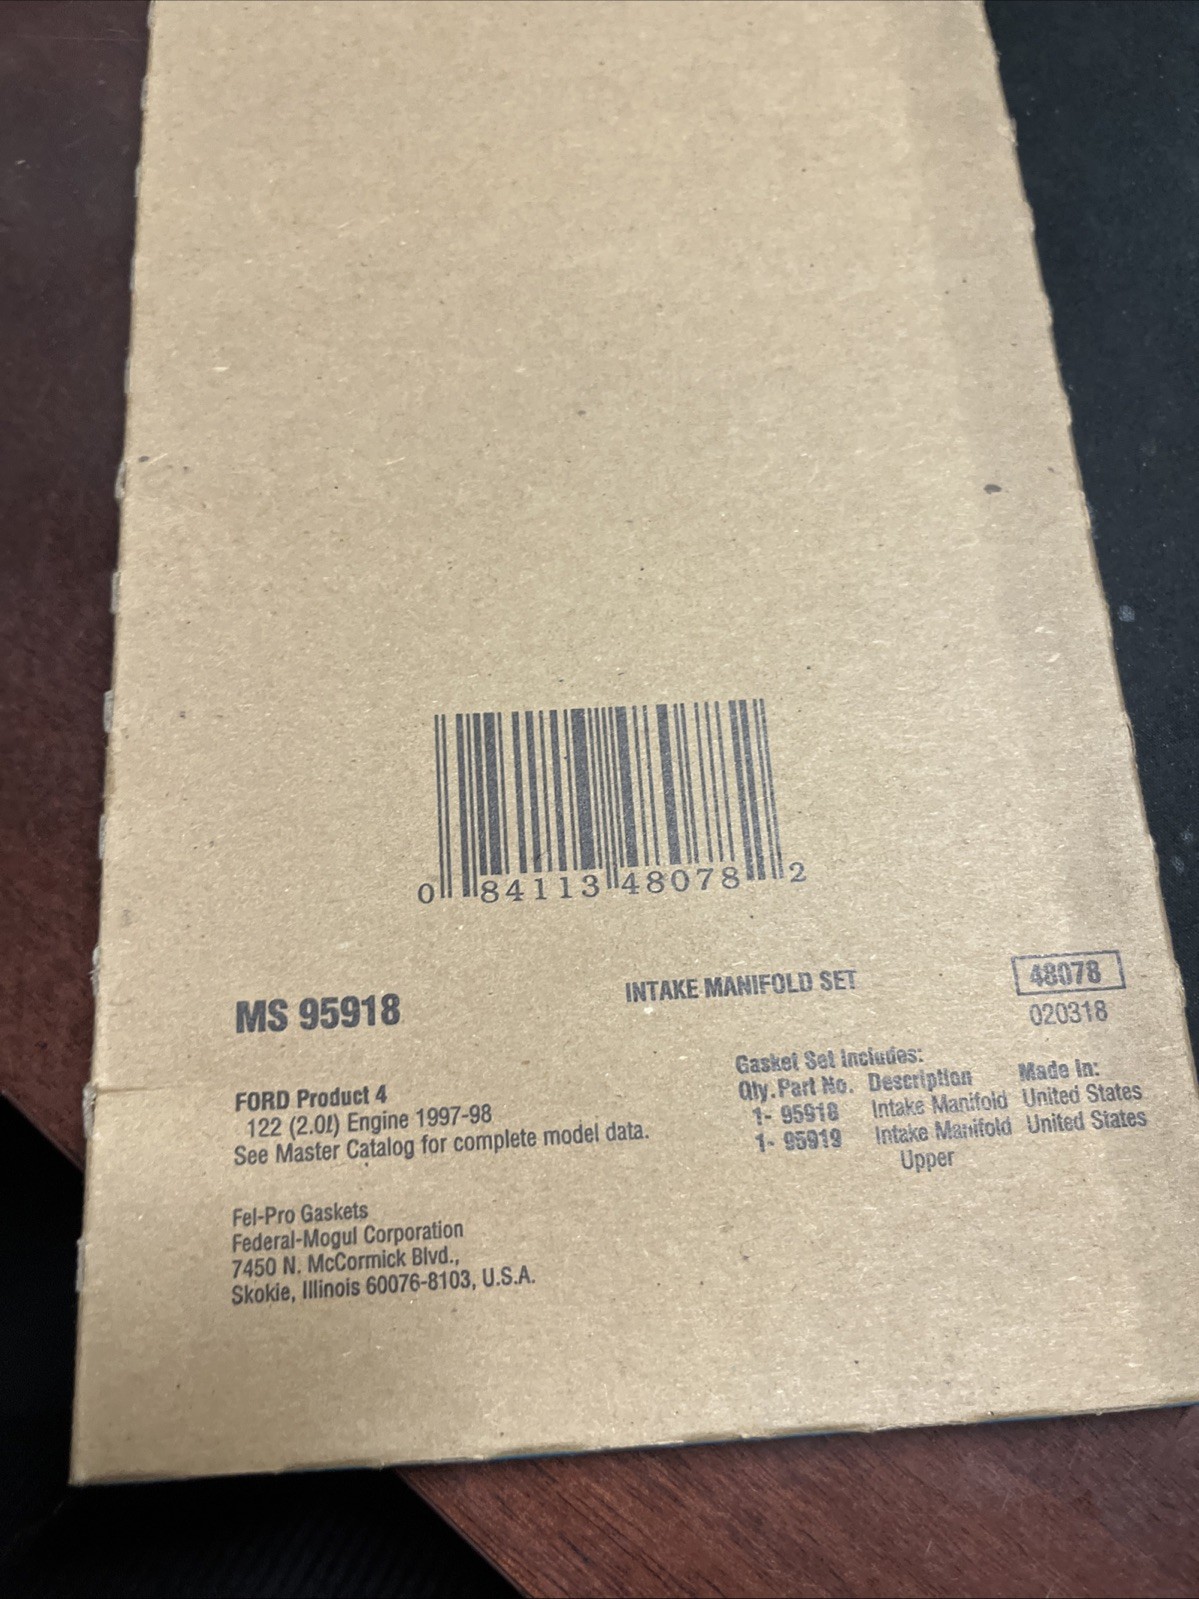 0 84113 48078 2
MS 95918
INTAKE MANIFOLD SET
48078
020318
FORD Product 4
122 (2.0ℓ) Engine 1997-98
See Master Catalog for complete model data.
Gasket Set Includes:
Qty. Part No. Description Made In:
1- 95918 Intake Manifold United States
1- 95919 Intake Manifold United States
Upper
Fel-Pro Gaskets
Federal-Mogul Corporation
7450 N. McCormick Blvd.,
Skokie, Illinois 60076-8103, U.S.A.